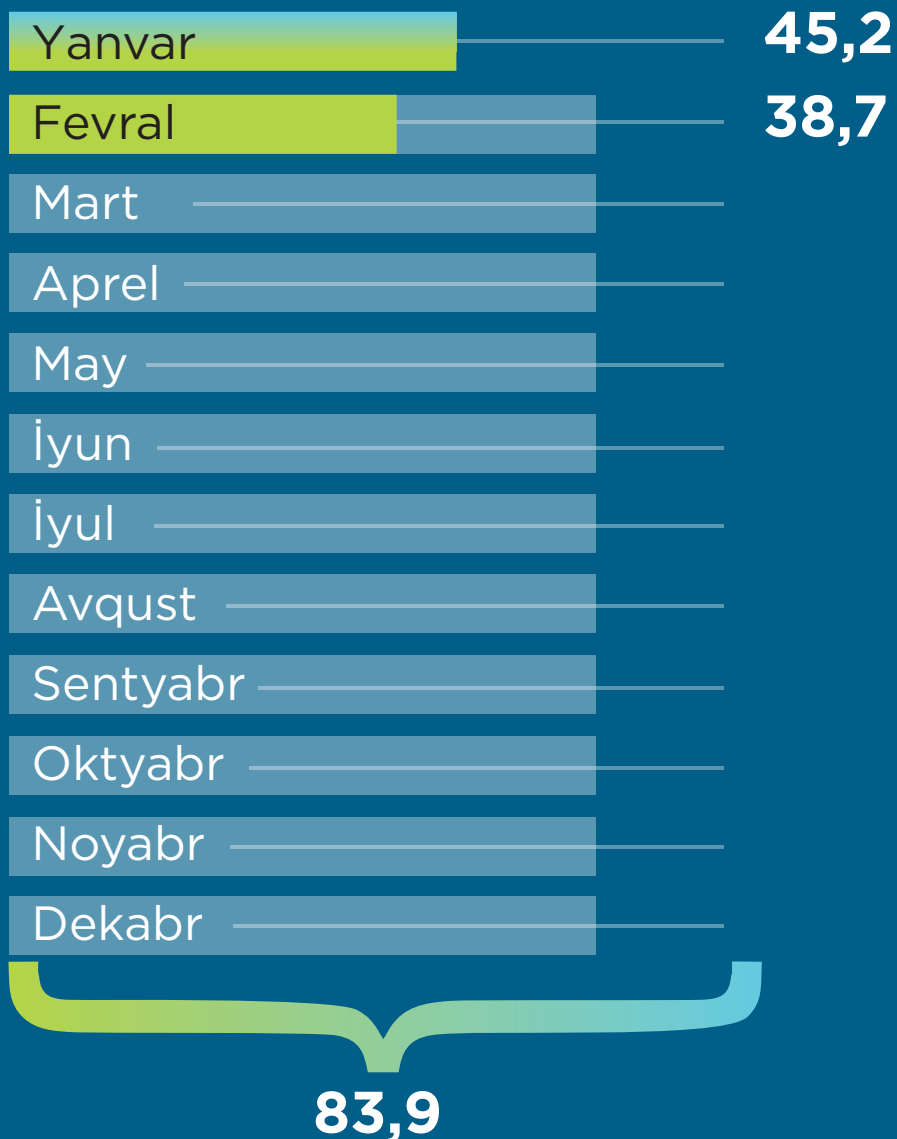 Yanvar 45,2
Fevral 38,7
Mart
Aprel
May
İyun
İyul
Avqust
Sentyabr
Oktyabr
Noyabr
Dekabr
83,9